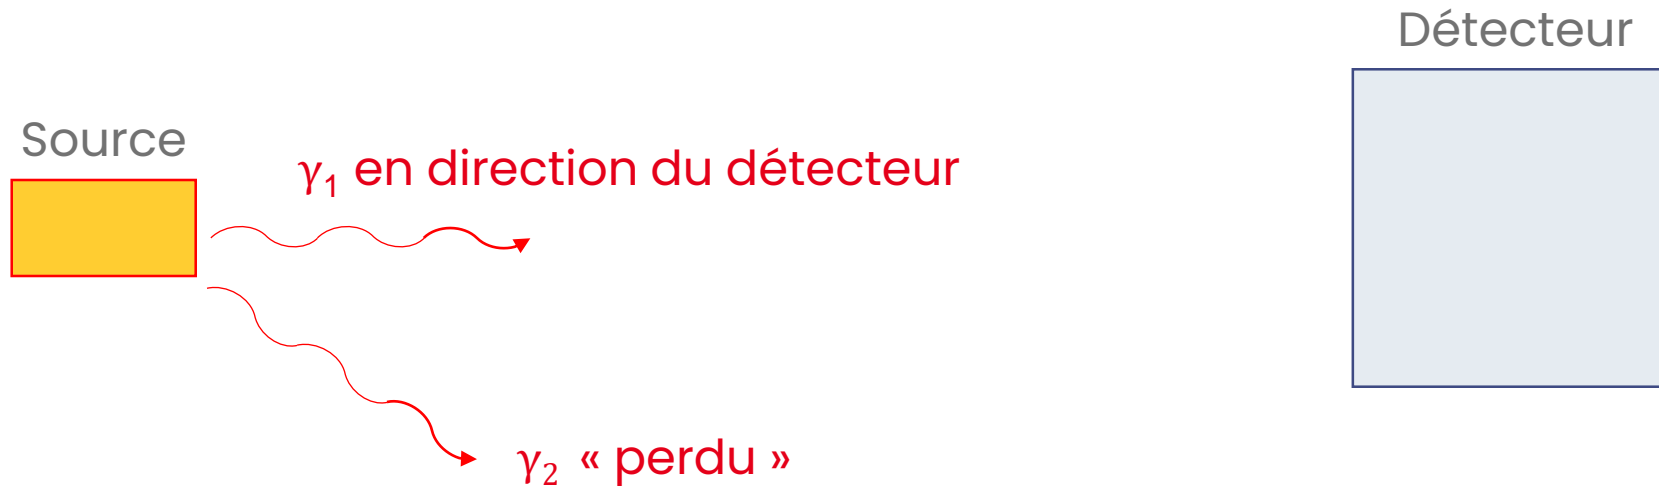 Détecteur
Source
γ₁ en direction du détecteur
γ₂ « perdu »